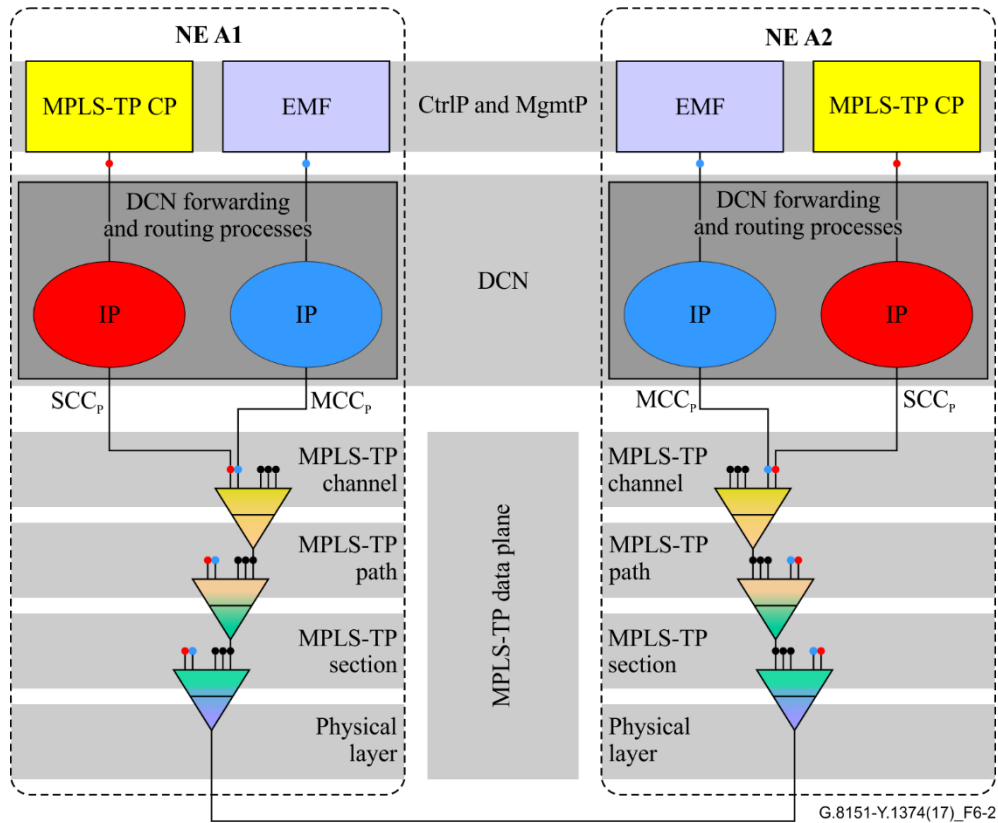 NE A1
NE A2
MPLS-TP CP
EMF
CtrlP and MgmtP
EMF
MPLS-TP CP
DCN forwarding
and routing processes
DCN
DCN forwarding
and routing processes
IP
IP
IP
IP
SCCP
MCCP
MCCP
SCCP
MPLS-TP
channel
MPLS-TP
path
MPLS-TP
section
Physical
layer
MPLS-TP data plane
MPLS-TP
channel
MPLS-TP
path
MPLS-TP
section
Physical
layer
G.8151-Y.1374(17)_F6-2